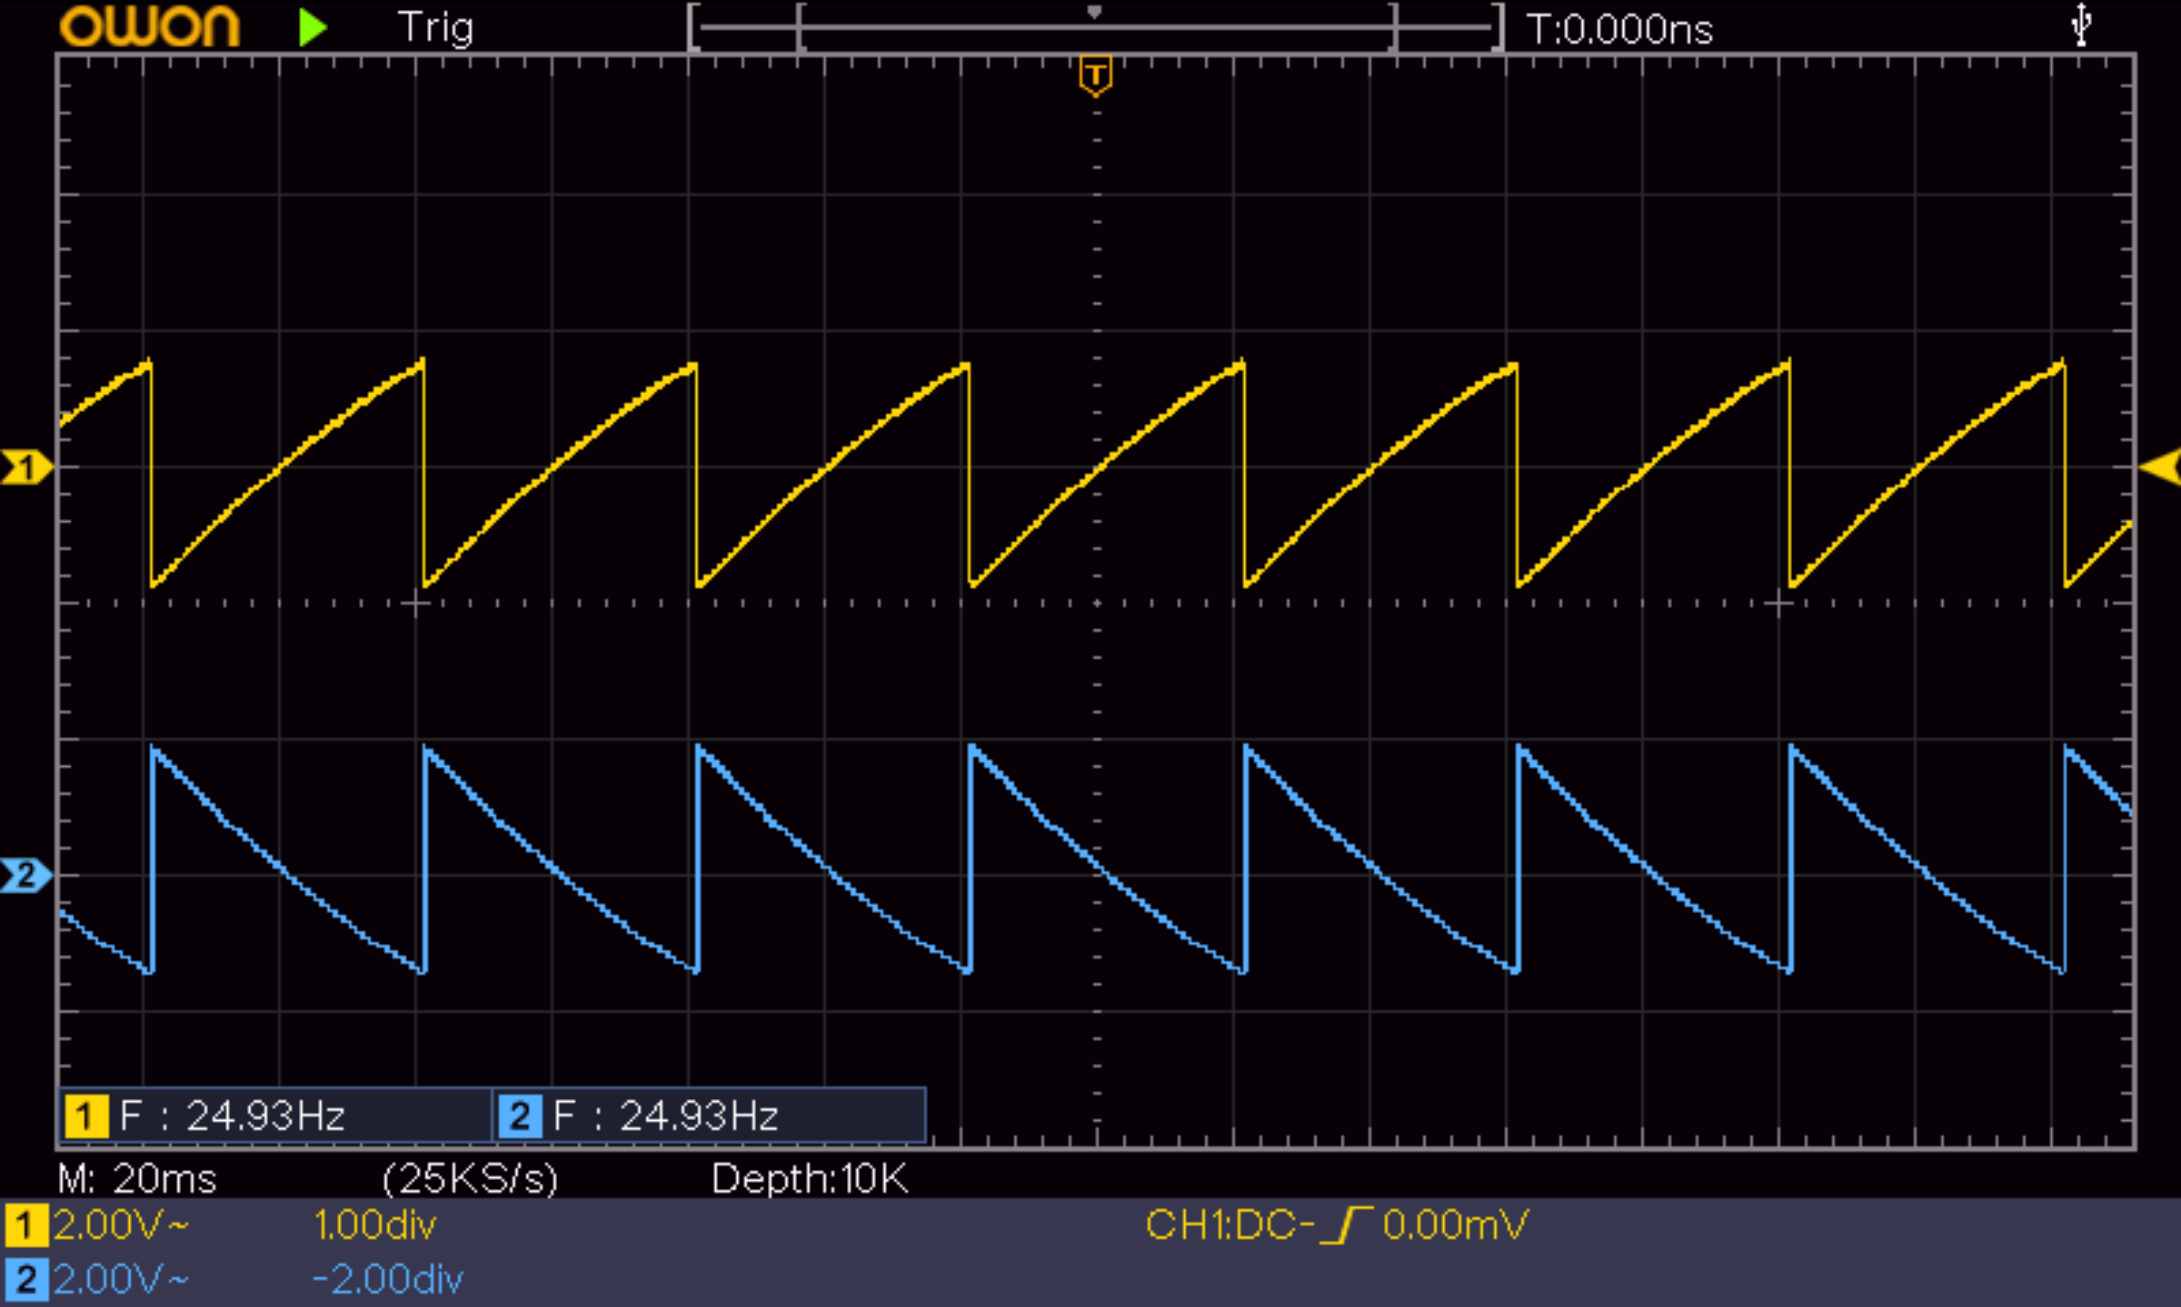 owon Trig T:0.000ns
T
1
2
1 F : 24.93Hz 2 F : 24.93Hz
M: 20ms (25KS/s) Depth:10K
1 2.00V~ 1.00div CH1:DC- 0.00mV
2 2.00V~ -2.00div